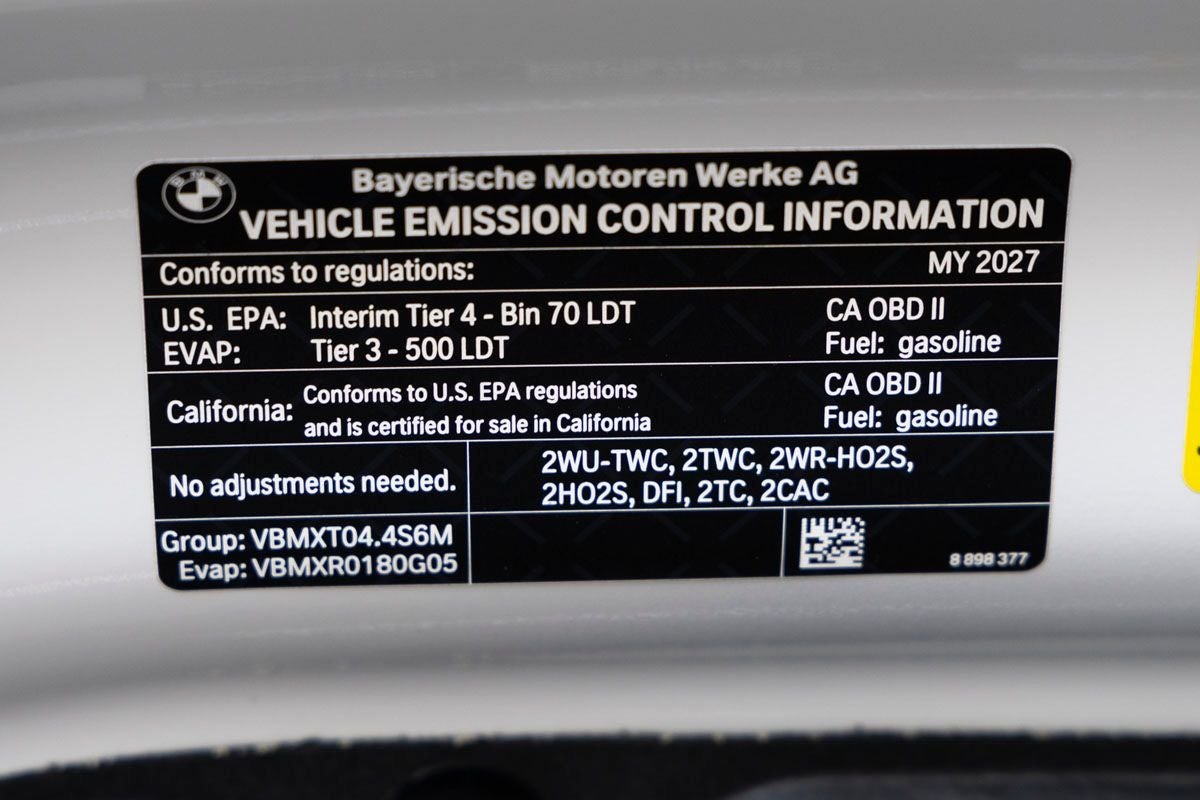 BMW
Bayerische Motoren Werke AG
VEHICLE EMISSION CONTROL INFORMATION
Conforms to regulations: MY 2027
U.S. EPA: Interim Tier 4 - Bin 70 LDT CA OBD II
EVAP: Tier 3 - 500 LDT Fuel: gasoline
California: Conforms to U.S. EPA regulations and is certified for sale in California CA OBD II
Fuel: gasoline
No adjustments needed. 2WU-TWC, 2TWC, 2WR-HO2S,
2HO2S, DFI, 2TC, 2CAC
Group: VBMXT04.4S6M
Evap: VBMXR0180G05
8 898 377